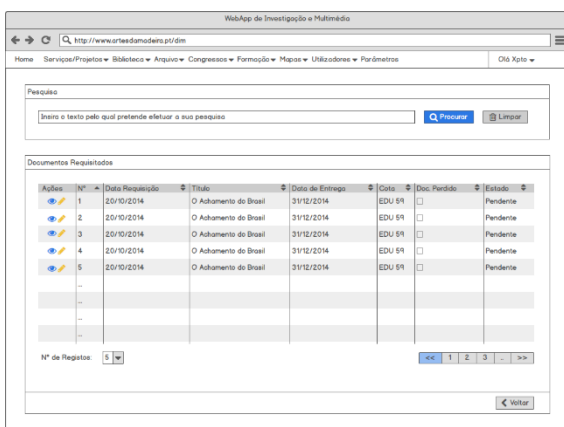 WebApp de Investigação e Multimédia
http://www.artesdamadeira.pt/dim
Home Serviços/Projetos Biblioteca Arquivo Congressos Formação Mapas Utilizadores Parâmetros Olá Xpto
Pesquisa
Insira o texto pelo qual pretende efetuar a sua pesquisa Procurar Limpar
Documentos Requisitados
Ações Nº Data Requisição Título Data de Entrega Cota Doc. Perdido Estado
1 20/10/2014 O Achamento do Brasil 31/12/2014 EDU 59 Pendente
2 20/10/2014 O Achamento do Brasil 31/12/2014 EDU 59 Pendente
3 20/10/2014 O Achamento do Brasil 31/12/2014 EDU 59 Pendente
4 20/10/2014 O Achamento do Brasil 31/12/2014 EDU 59 Pendente
5 20/10/2014 O Achamento do Brasil 31/12/2014 EDU 59 Pendente
...
...
...
...
Nº de Registos: 5 << 1 2 3 ... >>
Voltar